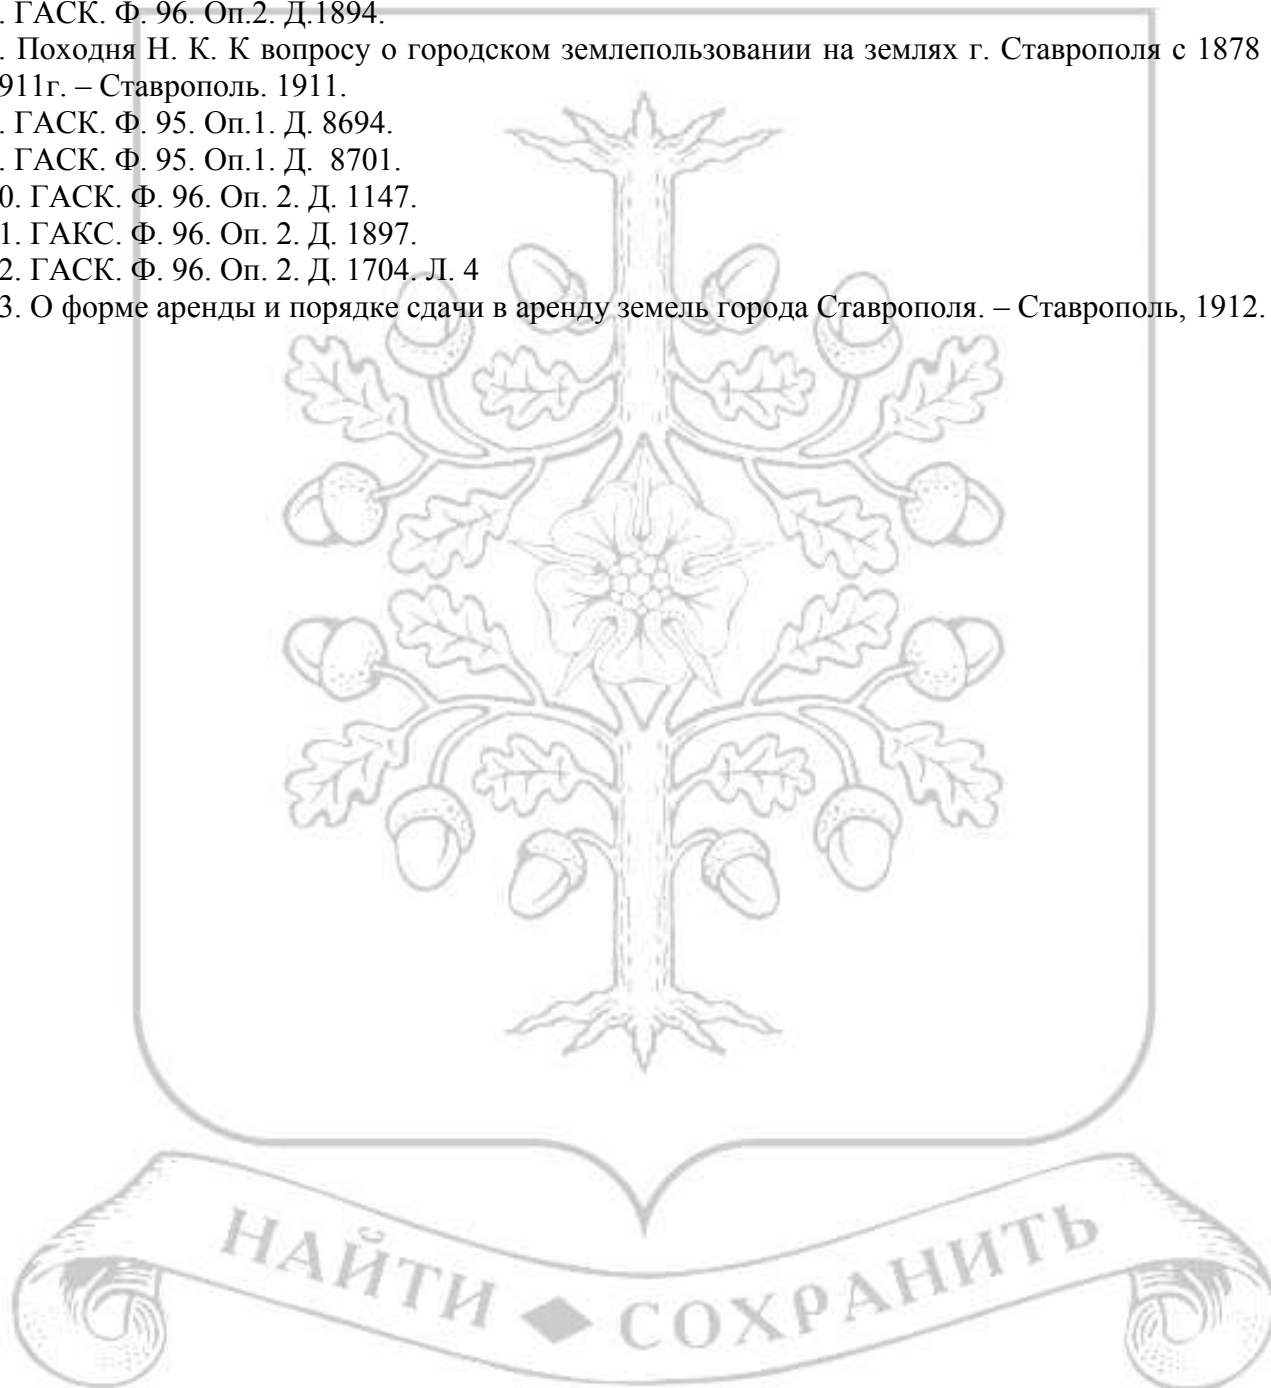 . ГАСК. Ф. 96. Оп.2. Д.1894.
. Походня Н. К. К вопросу о городском землепользовании на землях г. Ставрополя с 1878
911г. – Ставрополь. 1911.
. ГАСК. Ф. 95. Оп.1. Д. 8694.
. ГАСК. Ф. 95. Оп.1. Д. 8701.
0. ГАСК. Ф. 96. Оп. 2. Д. 1147.
1. ГАКС. Ф. 96. Оп. 2. Д. 1897.
2. ГАСК. Ф. 96. Оп. 2. Д. 1704. Л. 4
3. О форме аренды и порядке сдачи в аренду земель города Ставрополя. – Ставрополь, 1912.
НАЙТИ ◆ СОХРАНИТЬ